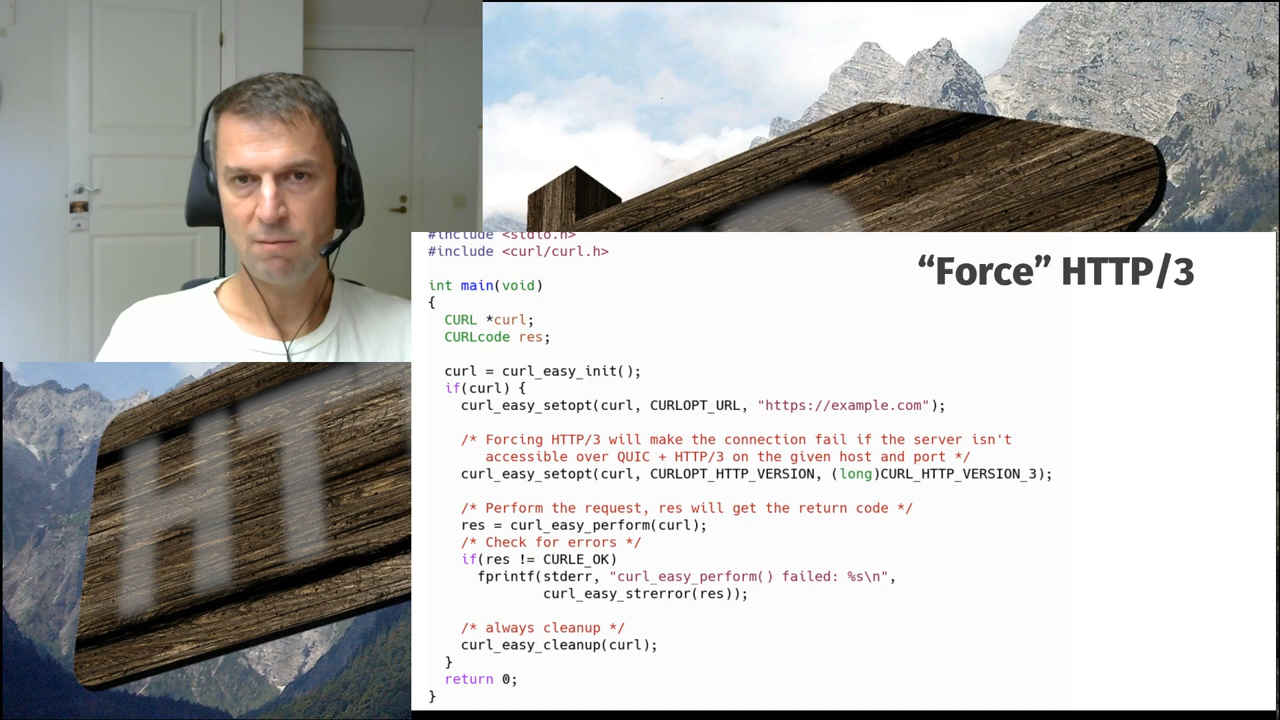 #include <stdio.h>
#include <curl/curl.h>
“Force” HTTP/3
int main(void)
{
  CURL *curl;
  CURLcode res;
  curl = curl_easy_init();
  if(curl) {
    curl_easy_setopt(curl, CURLOPT_URL, "https://example.com");
    /* Forcing HTTP/3 will make the connection fail if the server isn't
       accessible over QUIC + HTTP/3 on the given host and port */
    curl_easy_setopt(curl, CURLOPT_HTTP_VERSION, (long)CURL_HTTP_VERSION_3);
    /* Perform the request, res will get the return code */
    res = curl_easy_perform(curl);
    /* Check for errors */
    if(res != CURLE_OK)
      fprintf(stderr, "curl_easy_perform() failed: %s\n",
              curl_easy_strerror(res));
    /* always cleanup */
    curl_easy_cleanup(curl);
  }
  return 0;
}
HT